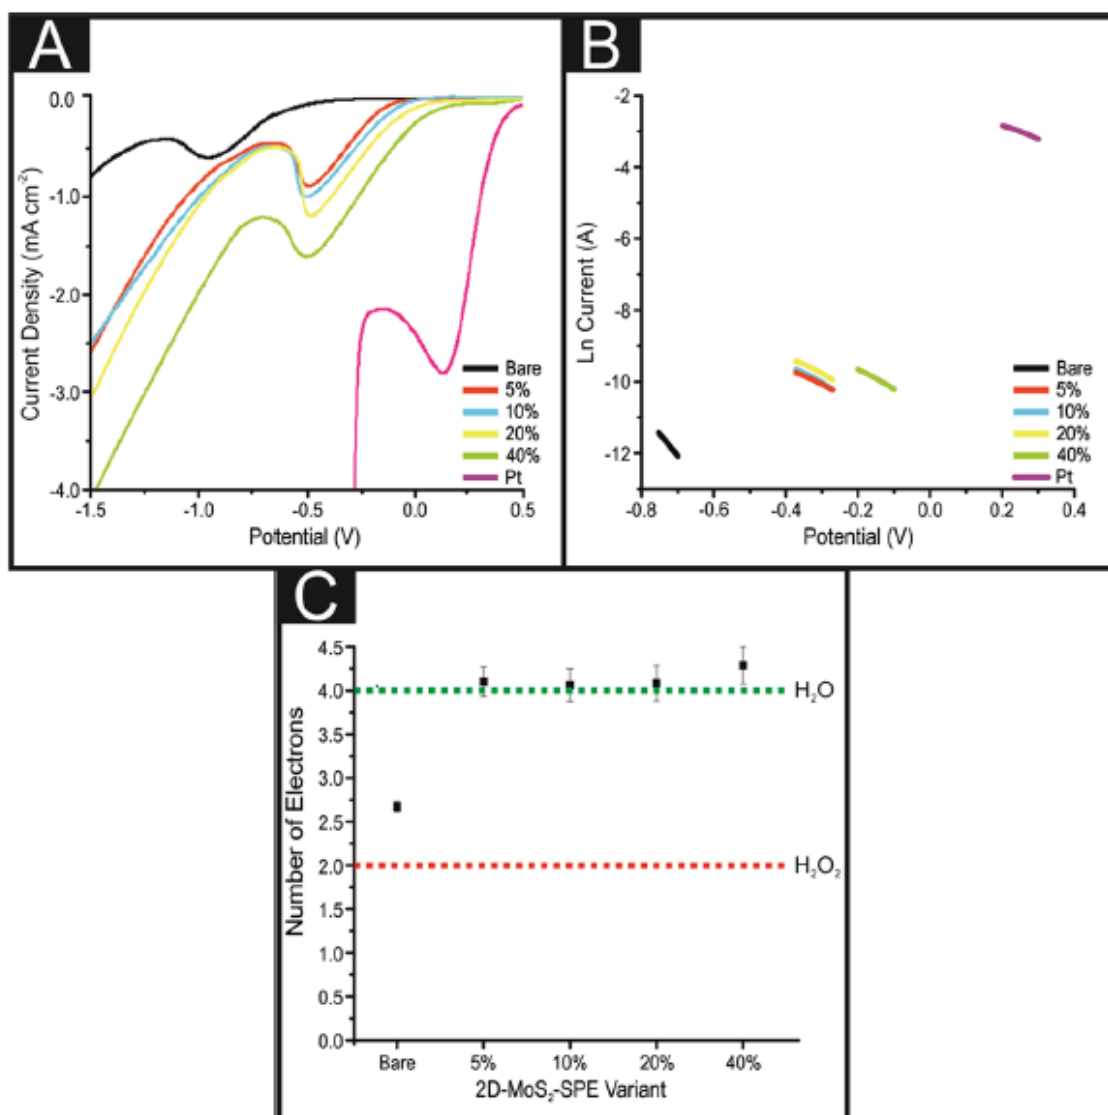 A
0.0
-1.0
-2.0
-3.0
-4.0
Current Density (mA cm⁻²)
-1.5 -1.0 -0.5 0.0 0.5
Potential (V)
Bare
5%
10%
20%
40%
Pt
B
-2
-4
-6
-8
-10
-12
Ln Current (A)
-0.8 -0.6 -0.4 -0.2 0.0 0.2 0.4
Potential (V)
Bare
5%
10%
20%
40%
Pt
C
4.5
4.0
3.5
3.0
2.5
2.0
1.5
1.0
0.5
0.0
Number of Electrons
H₂O
H₂O₂
Bare 5% 10% 20% 40%
2D-MoS₂-SPE Variant